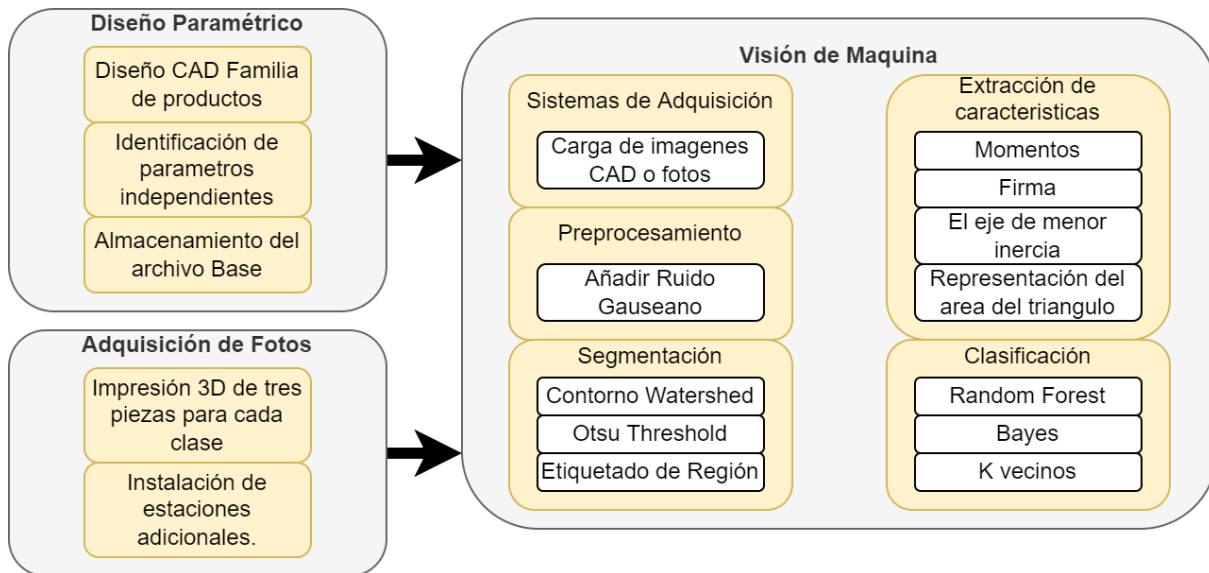 Diseño Paramétrico
Diseño CAD Familia
de productos
Identificación de
parametros
independientes
Almacenamiento del
archivo Base
Adquisición de Fotos
Impresión 3D de tres
piezas para cada
clase
Instalación de
estaciones
adicionales.
Visión de Maquina
Sistemas de Adquisición
Carga de imagenes
CAD o fotos
Preprocesamiento
Añadir Ruido
Gauseano
Segmentación
Contorno Watershed
Otsu Threshold
Etiquetado de Región
Extracción de
caracteristicas
Momentos
Firma
El eje de menor
inercia
Representación del
area del triangulo
Clasificación
Random Forest
Bayes
K vecinos